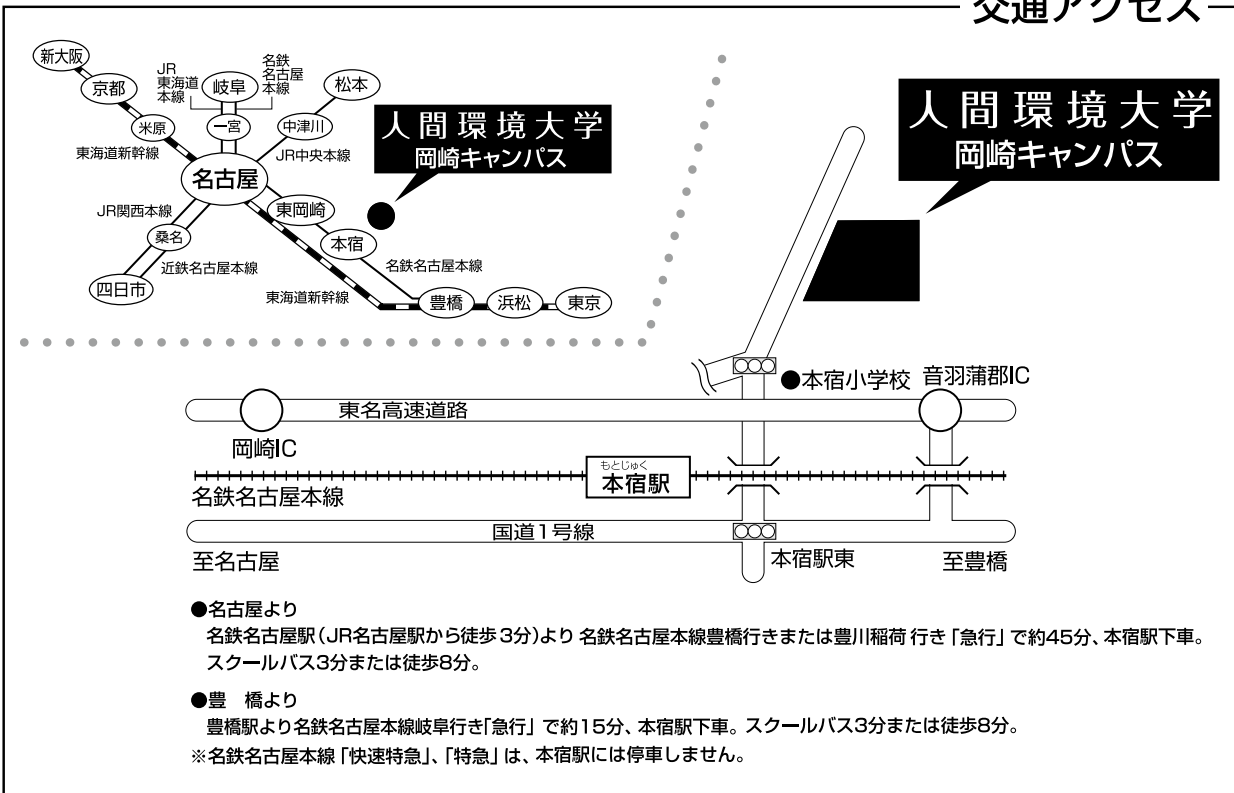 交通アクセス
新大阪
京都
米原
東海道新幹線
JR
東海道
本線
岐阜
名鉄
名古屋
本線
一宮
松本
中津川
JR中央本線
名古屋
人間環境大学
岡崎キャンパス
東岡崎
本宿
JR関西本線
桑名
近鉄名古屋本線
四日市
名鉄名古屋本線
東海道新幹線
豊橋
浜松
東京
人間環境大学
岡崎キャンパス
●本宿小学校
音羽蒲郡IC
東名高速道路
岡崎IC
もとじゅく
本宿駅
名鉄名古屋本線
国道1号線
至名古屋
本宿駅東
至豊橋
●名古屋より
名鉄名古屋駅(JR名古屋駅から徒歩3分)より 名鉄名古屋本線豊橋行きまたは豊川稲荷 行き「急行」で約45分、本宿駅下車。
スクールバス3分または徒歩8分。
●豊　橋より
豊橋駅より名鉄名古屋本線岐阜行き「急行」で約15分、本宿駅下車。スクールバス3分または徒歩8分。
※名鉄名古屋本線「快速特急」、「特急」は、本宿駅には停車しません。